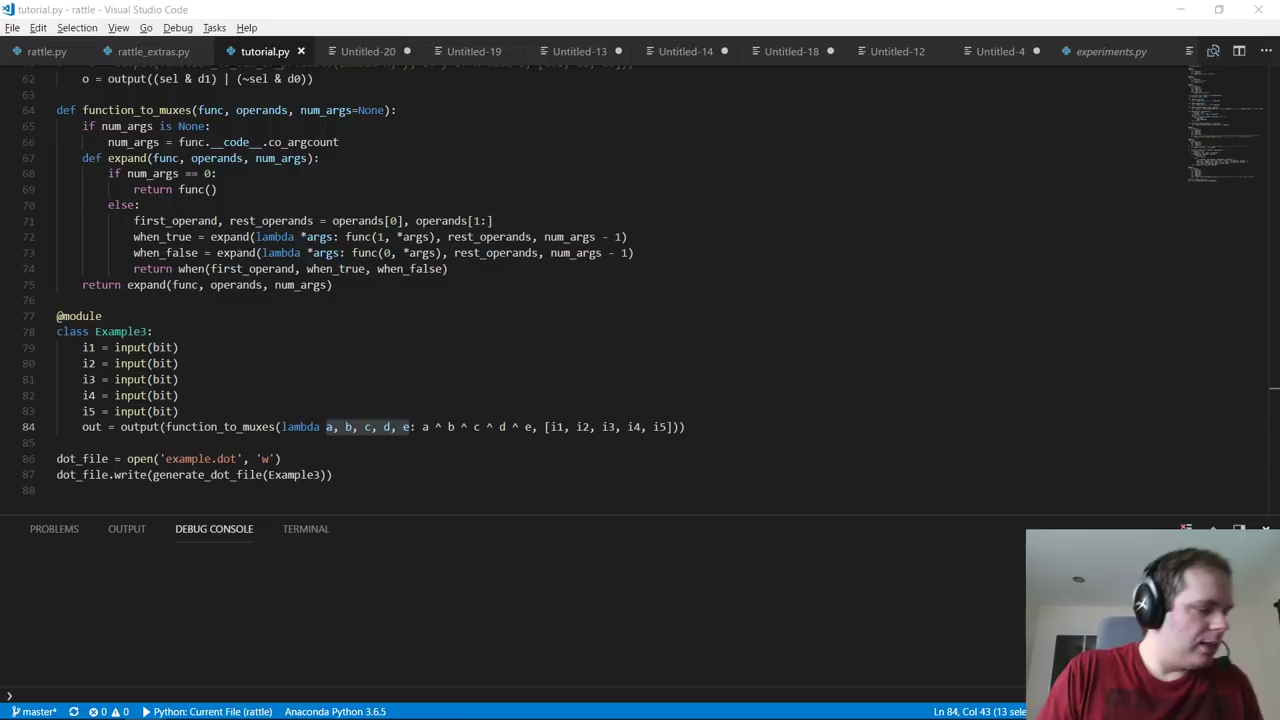 tutorial.py - rattle - Visual Studio Code
File Edit Selection View Go Debug Tasks Help
rattle.py rattle_extras.py tutorial.py Untitled-20 Untitled-19 Untitled-13 Untitled-14 Untitled-18 Untitled-12 Untitled-4 experiments.py
62 o = output((sel & d1) | (~sel & d0))
63
64 def function_to_muxes(func, operands, num_args=None):
65 if num_args is None:
66 num_args = func.__code__.co_argcount
67 def expand(func, operands, num_args):
68 if num_args == 0:
69 return func()
70 else:
71 first_operand, rest_operands = operands[0], operands[1:]
72 when_true = expand(lambda *args: func(1, *args), rest_operands, num_args - 1)
73 when_false = expand(lambda *args: func(0, *args), rest_operands, num_args - 1)
74 return when(first_operand, when_true, when_false)
75 return expand(func, operands, num_args)
76
77 @module
78 class Example3:
79 i1 = input(bit)
80 i2 = input(bit)
81 i3 = input(bit)
82 i4 = input(bit)
83 i5 = input(bit)
84 out = output(function_to_muxes(lambda a, b, c, d, e: a ^ b ^ c ^ d ^ e, [i1, i2, i3, i4, i5]))
85
86 dot_file = open('example.dot', 'w')
87 dot_file.write(generate_dot_file(Example3))
88
PROBLEMS OUTPUT DEBUG CONSOLE TERMINAL
master* 0 0 Python: Current File (rattle) Anaconda Python 3.6.5 Ln 84, Col 43 (13 sele